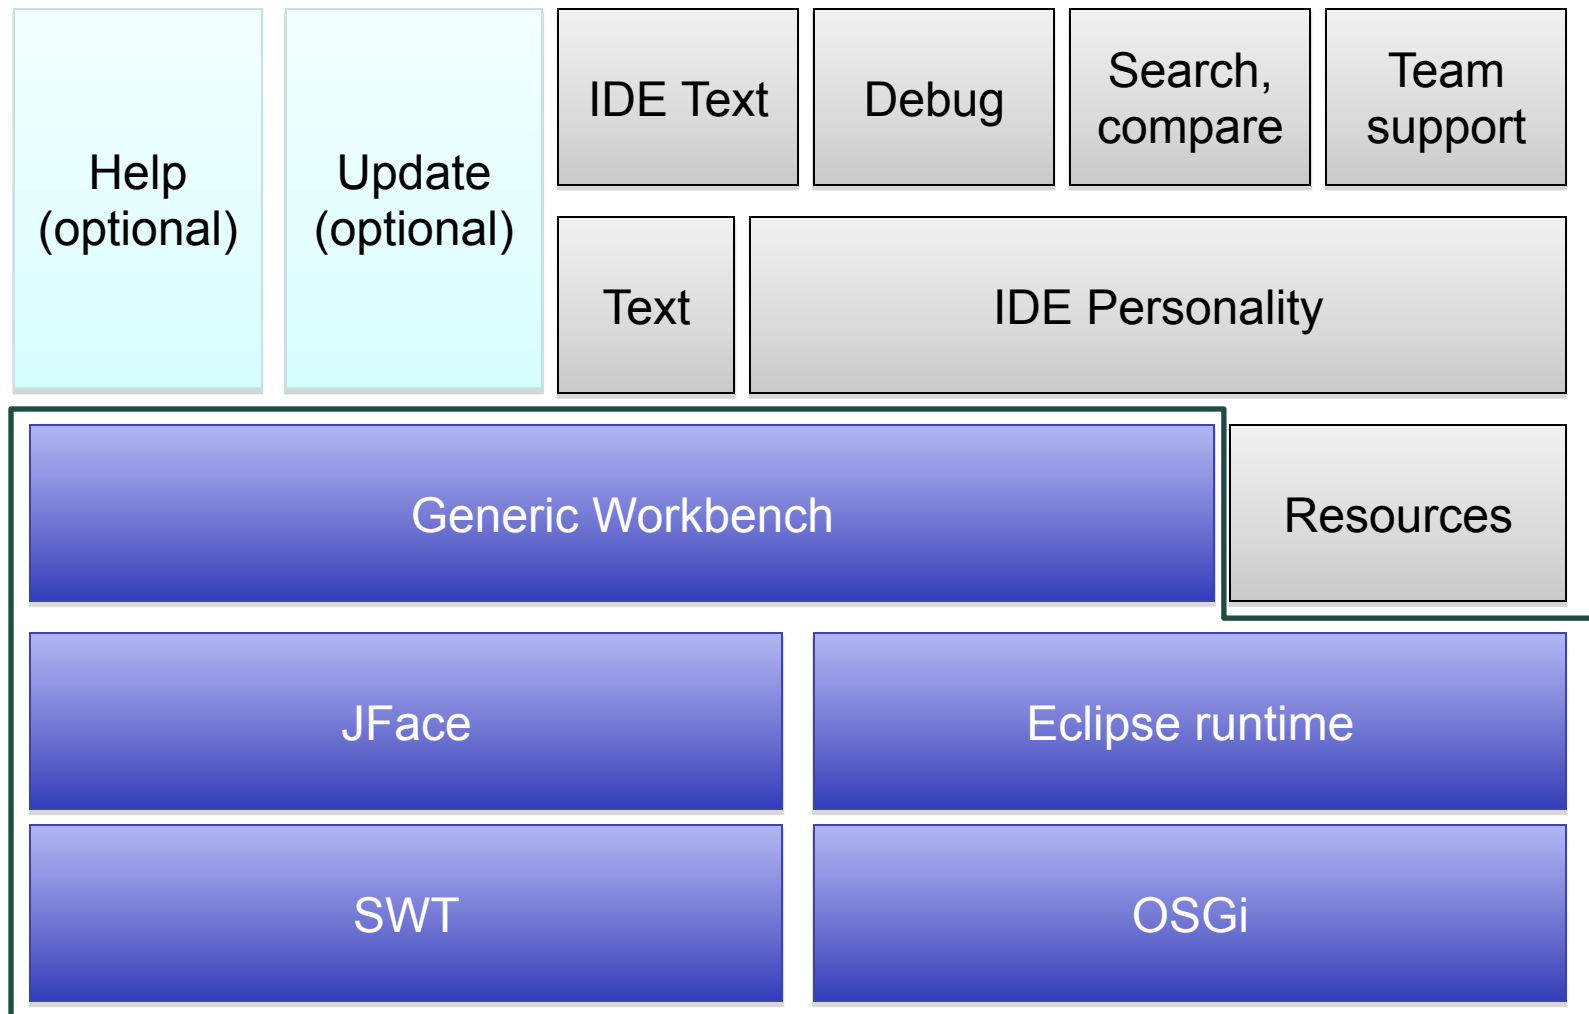 Help
(optional)
Update
(optional)
IDE Text
Debug
Search,
compare
Team
support
Text
IDE Personality
Generic Workbench
Resources
JFace
Eclipse runtime
SWT
OSGi